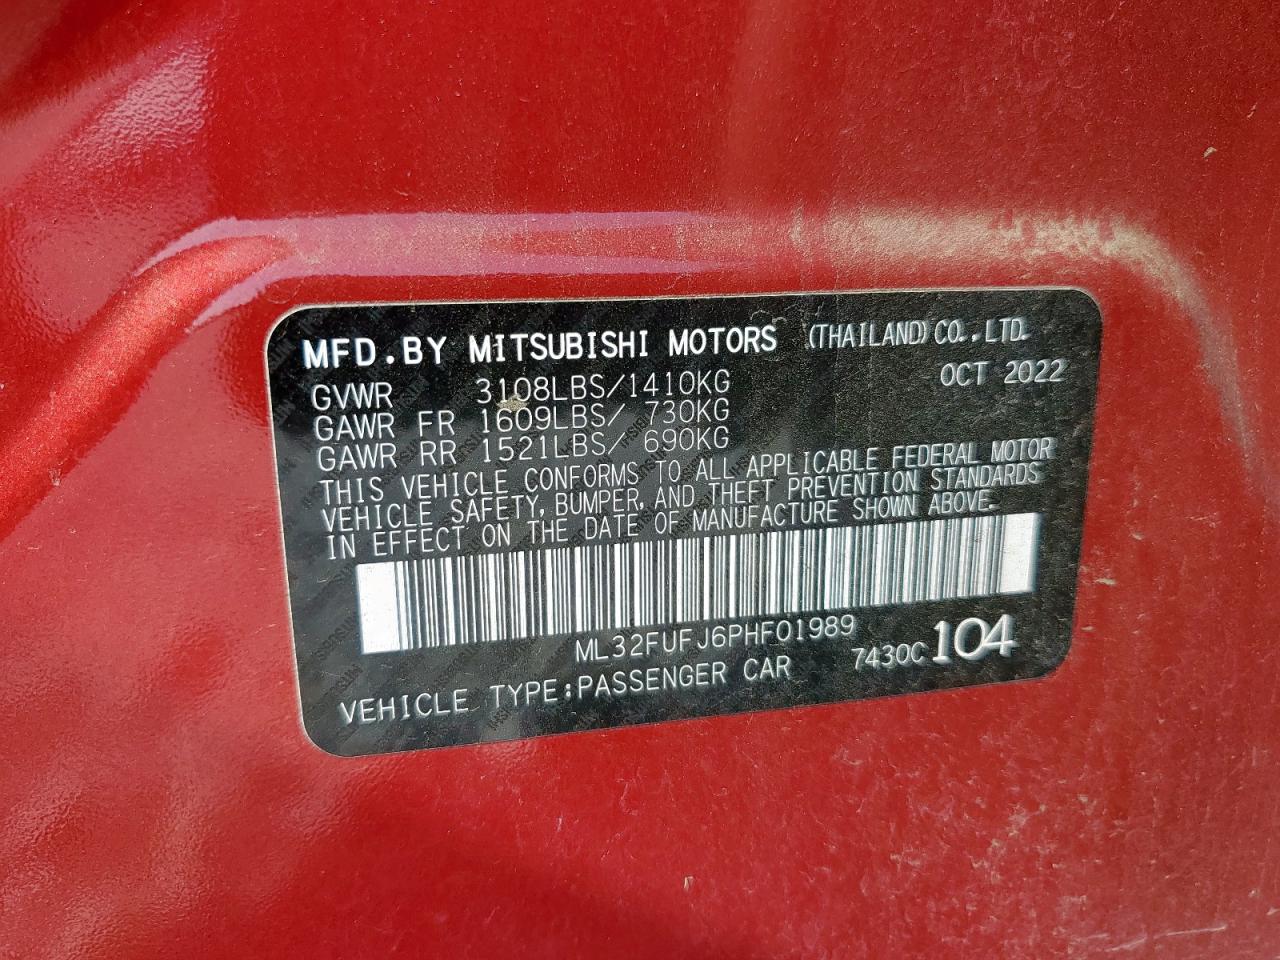 MFD.BY MITSUBISHI MOTORS (THAILAND) CO.,LTD.
GVWR 3108LBS/1410KG OCT 2022
GAWR FR 1609LBS/ 730KG
GAWR RR 1521LBS/ 690KG
THIS VEHICLE CONFORMS TO ALL APPLICABLE FEDERAL MOTOR
VEHICLE SAFETY, BUMPER, AND THEFT PREVENTION STANDARDS
IN EFFECT ON THE DATE OF MANUFACTURE SHOWN ABOVE.
ML32FUFJ6PHF01989
VEHICLE TYPE:PASSENGER CAR 7430C 104